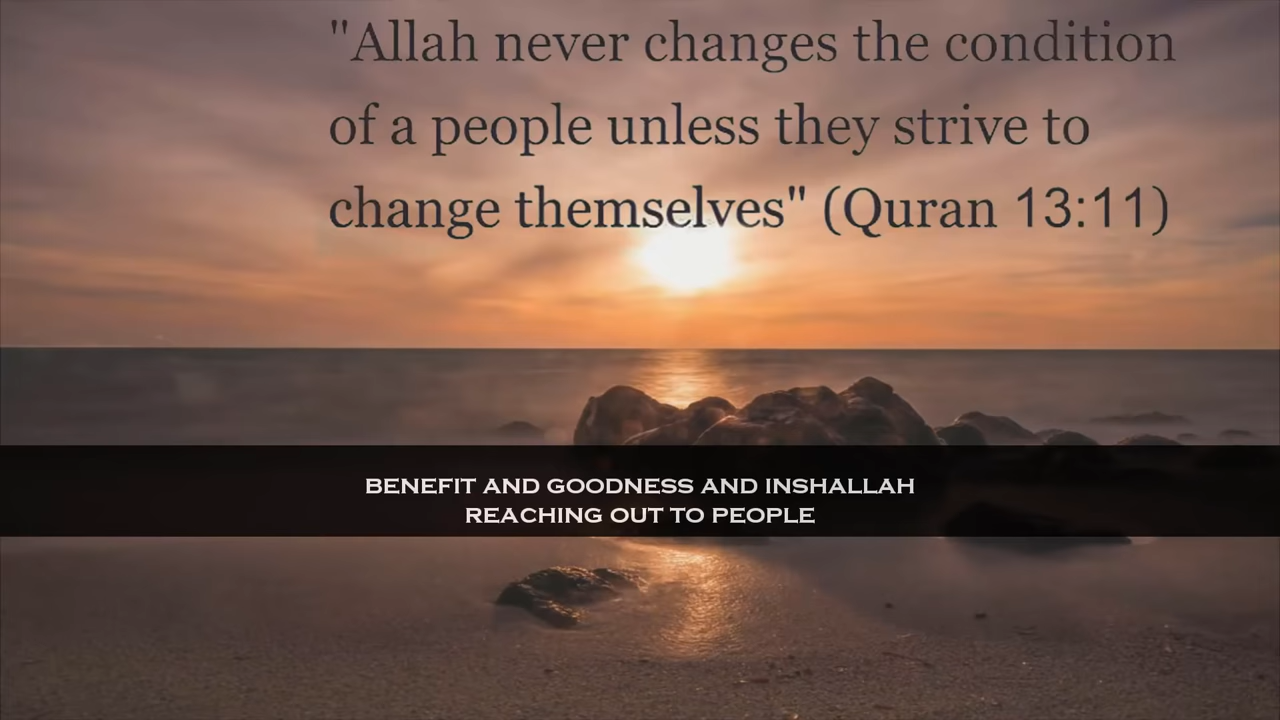 "Allah never changes the condition
of a people unless they strive to
change themselves" (Quran 13:11)
BENEFIT AND GOODNESS AND INSHALLAH
REACHING OUT TO PEOPLE